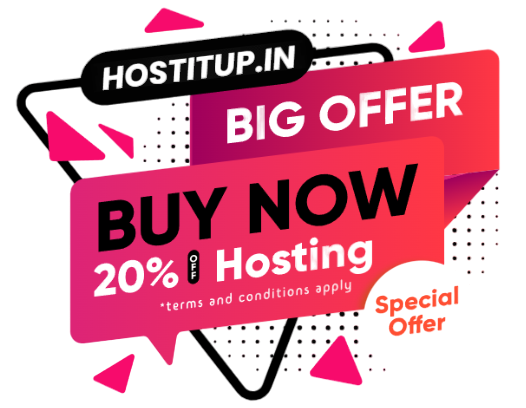 HOSTITUP.IN
BIG OFFER
BUY NOW
20% OFF Hosting
*terms and conditions apply
Special
Offer